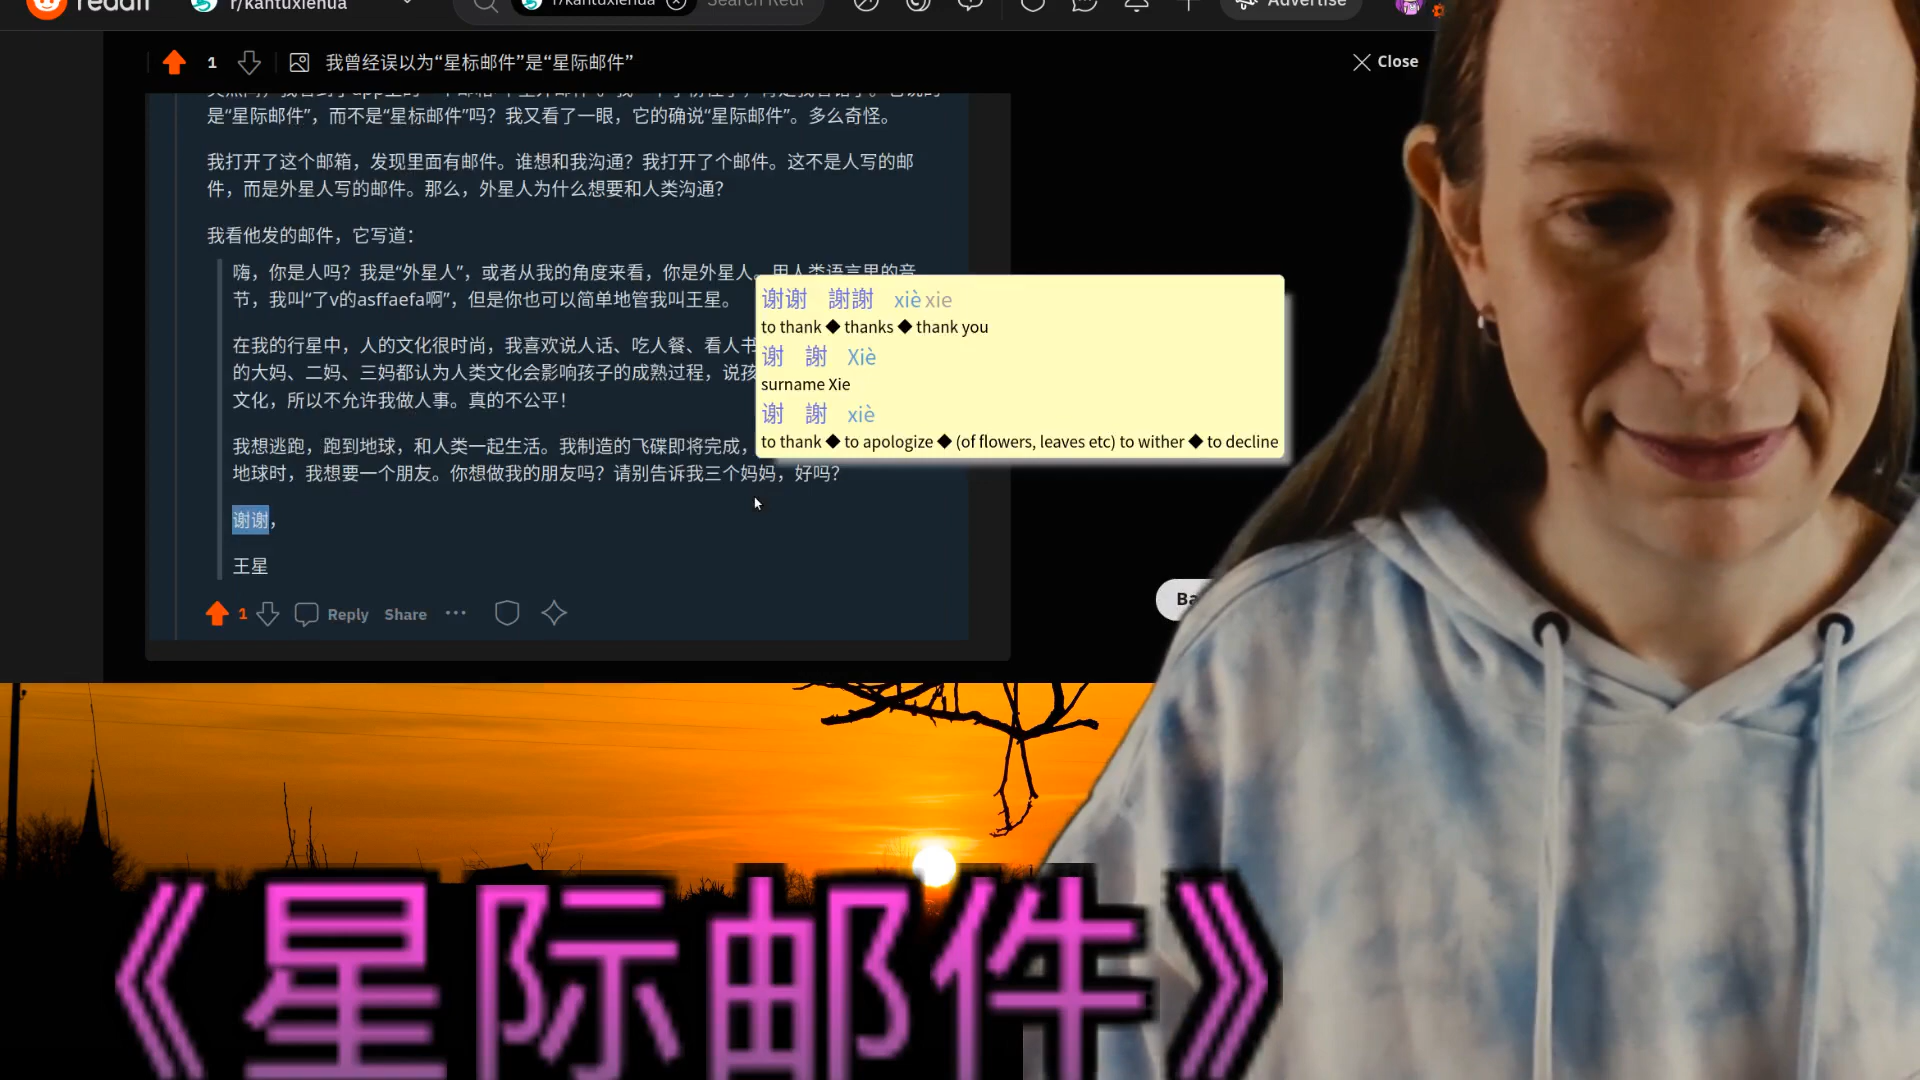 reddit
r/kantuxiehua
r/kantuxiehua
Search Redd
Advertise
1
我曾经误以为“星标邮件”是“星际邮件”
Close
是“星际邮件”，而不是“星标邮件”吗？我又看了一眼，它的确说“星际邮件”。多么奇怪。
我打开了这个邮箱，发现里面有邮件。谁想和我沟通？我打开了个邮件。这不是人写的邮
件，而是外星人写的邮件。那么，外星人为什么想要和人类沟通？
我看他发的邮件，它写道：
嗨，你是人吗？我是“外星人”，或者从我的角度来看，你是外星人。用人类语言里的音
节，我叫“了v的asffaefa啊”，但是你也可以简单地管我叫王星。
在我的行星中，人的文化很时尚，我喜欢说人话、吃人餐、看人书
的大妈、二妈、三妈都认为人类文化会影响孩子的成熟过程，说孩
文化，所以不允许我做人事。真的不公平！
我想逃跑，跑到地球，和人类一起生活。我制造的飞碟即将完成，
地球时，我想要一个朋友。你想做我的朋友吗？请别告诉我三个妈妈，好吗？
谢谢，
王星
1
Reply
Share
谢谢 謝謝 xiè xie
to thank ◆ thanks ◆ thank you
谢 謝 Xiè
surname Xie
谢 謝 xiè
to thank ◆ to apologize ◆ (of flowers, leaves etc) to wither ◆ to decline
Ba
《星际邮件》